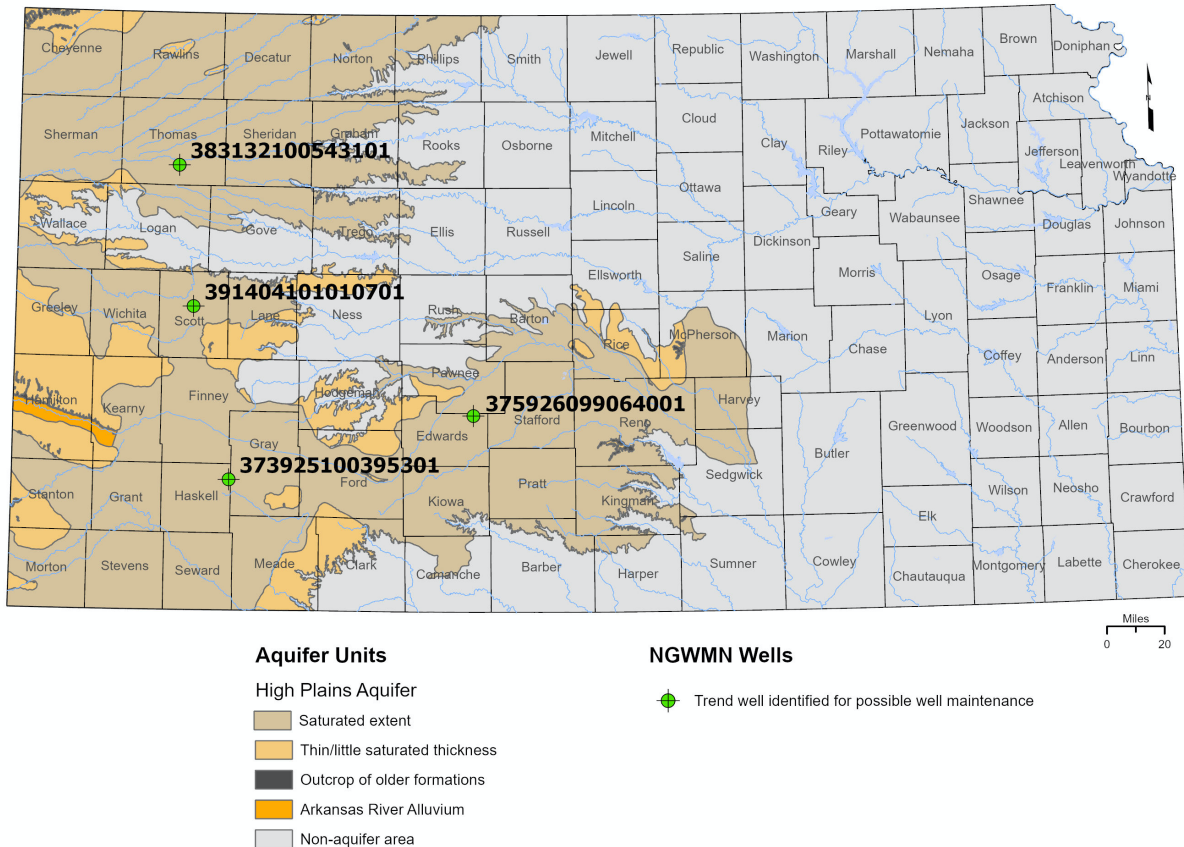 Cheyenne Rawlins Decatur Norton Phillips Smith Jewell Republic Washington Marshall Nemaha Brown Doniphan
Atchison
Sherman Thomas Sheridan Graham Rooks Osborne Mitchell Cloud Clay Riley Pottawatomie Jackson Jefferson Leavenworth Wyandotte
383132100543101
Ottawa
Wallace Logan Gove Trego Ellis Russell Lincoln Saline Dickinson Geary Wabaunsee Shawnee Douglas Johnson
Ellsworth Morris Osage Franklin Miami
391404101010701
Greeley Wichita Scott Lane Ness Rush Barton Rice McPherson Marion Chase Lyon Coffey Anderson Linn
Hamilton Kearny Finney Hodgeman Pawnee
375926099064001
Edwards Stafford Reno Harvey Butler Greenwood Woodson Allen Bourbon
Gray
373925100395301
Stanton Grant Haskell Ford Kiowa Pratt Kingman Sedgwick Elk Wilson Neosho Crawford
Morton Stevens Seward Meade Clark Comanche Barber Harper Sumner Cowley Chautauqua Montgomery Labette Cherokee
Miles
0 20
Aquifer Units
High Plains Aquifer
Saturated extent
Thin/little saturated thickness
Outcrop of older formations
Arkansas River Alluvium
Non-aquifer area
NGWMN Wells
Trend well identified for possible well maintenance